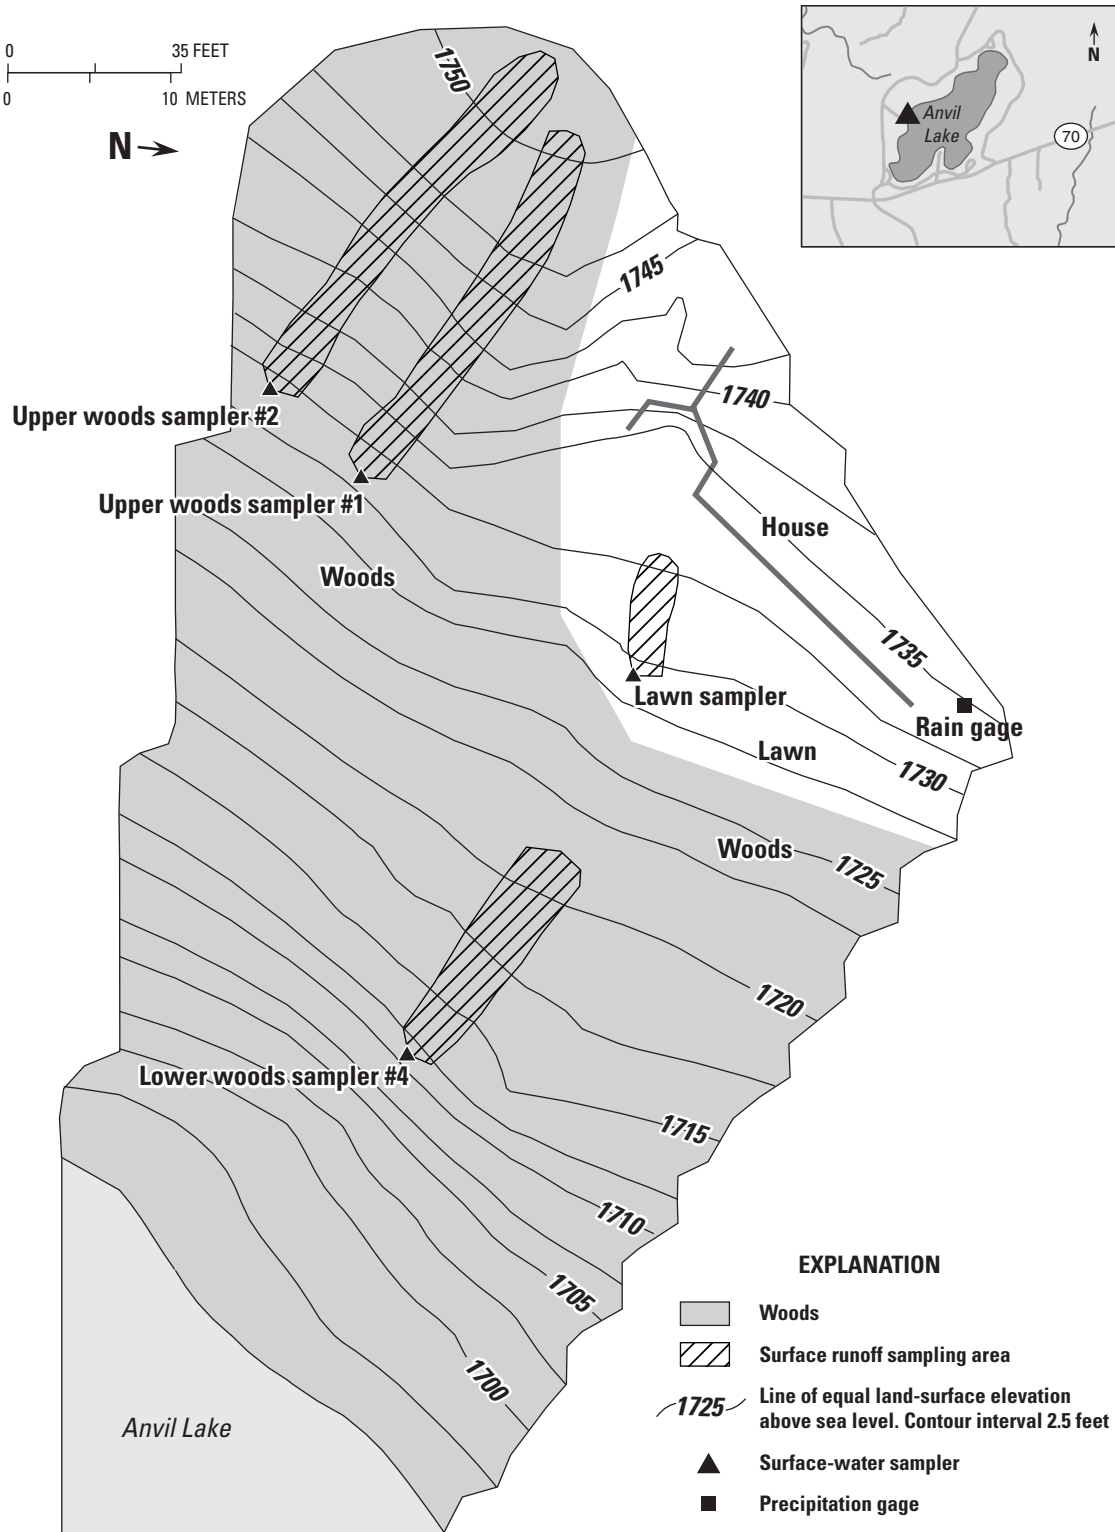 0 35 FEET
0 10 METERS
N
N
Anvil
Lake
70
1750
1745
1740
Upper woods sampler #2
Upper woods sampler #1
House
Woods
1735
Lawn sampler
Rain gage
Lawn
1730
Woods
1725
1720
Lower woods sampler #4
1715
1710
1705
1700
Anvil Lake
EXPLANATION
Woods
Surface runoff sampling area
1725 Line of equal land-surface elevation
above sea level. Contour interval 2.5 feet
Surface-water sampler
Precipitation gage